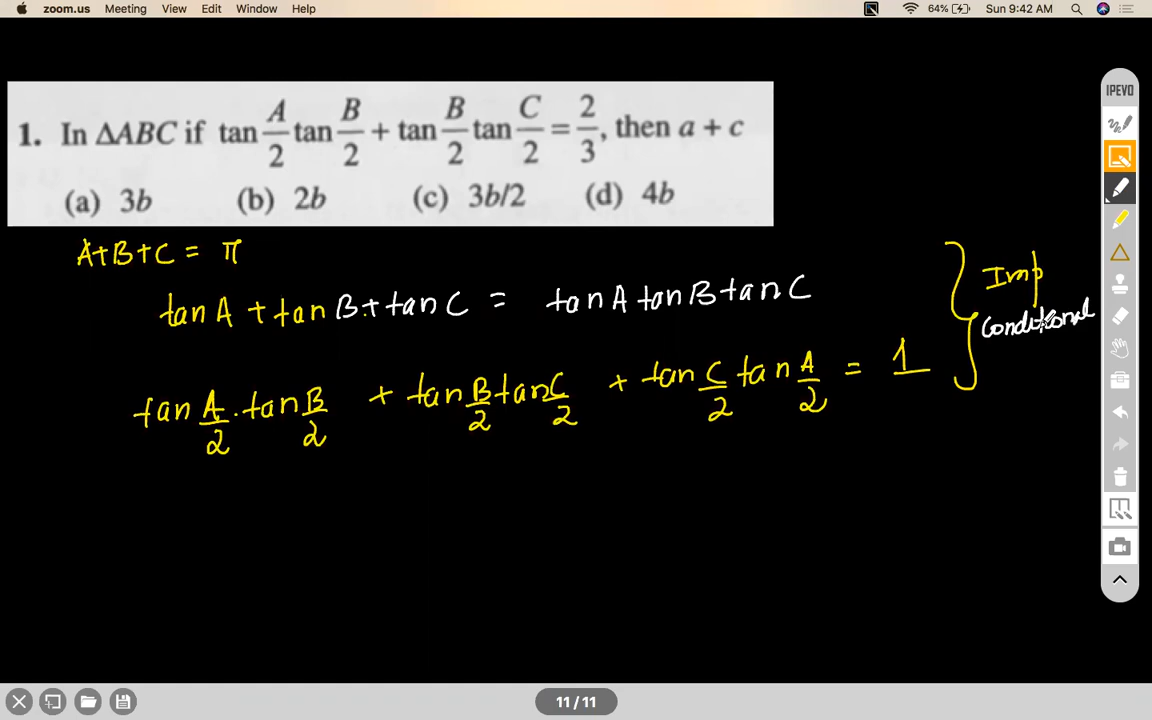 zoom.us Meeting View Edit Window Help 64% Sun 9:42 AM
IPEVO
1. In ΔABC if tan A/2 tan B/2 + tan B/2 tan C/2 = 2/3, then a + c
(a) 3b (b) 2b (c) 3b/2 (d) 4b
A+B+C = π
tan A + tan B + tan C = tan A tan B tan C
Imp
Conditional
tan A/2 . tan B/2 + tan B/2 tan C/2 + tan C/2 tan A/2 = 1
11 / 11